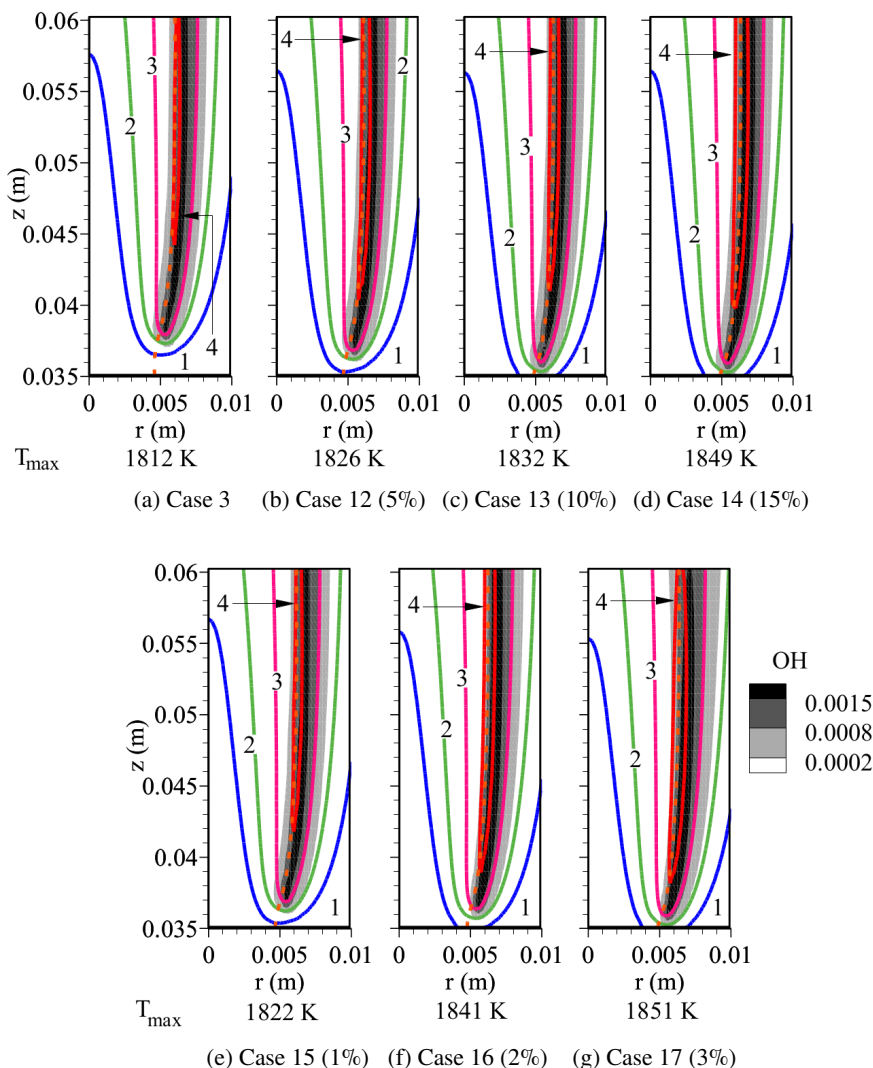 0.06
0.055
0.05
0.045
0.04
0.035
z (m)
3
2
1
4
4
2
3
1
4
3
2
1
4
3
2
1
0 0.005 0.01
0 0.005 0.01
0 0.005 0.01
0 0.005 0.01
r (m) r (m) r (m) r (m)
Tmax 1812 K 1826 K 1832 K 1849 K
(a) Case 3 (b) Case 12 (5%) (c) Case 13 (10%) (d) Case 14 (15%)
0.06
0.055
0.05
0.045
0.04
0.035
z (m)
4
3
2
1
4
3
2
1
4
3
2
1
OH
0.0015
0.0008
0.0002
0 0.005 0.01
0 0.005 0.01
0 0.005 0.01
r (m) r (m) r (m)
Tmax 1822 K 1841 K 1851 K
(e) Case 15 (1%) (f) Case 16 (2%) (g) Case 17 (3%)